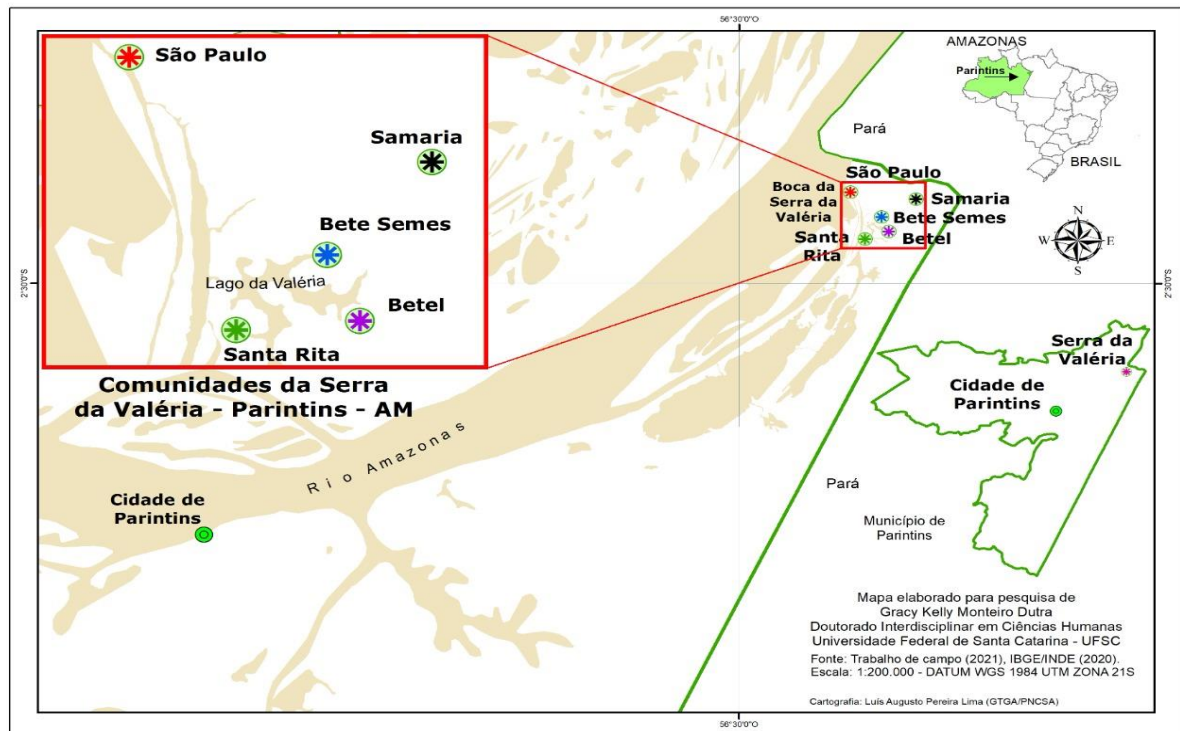 56°30'0"O
São Paulo
Samaria
Bete Semes
Lago da Valéria
Betel
Santa Rita
Comunidades da Serra
da Valéria - Parintins - AM
Rio Amazonas
Cidade de
Parintins
Pará
São Paulo
Boca da
Serra da
Valéria
Samaria
Bete Semes
Santa
Rita
Betel
AMAZONAS
Parintins
BRASIL
N
W
E
S
2°30'0"S
2°30'0"S
Serra da
Valéria
Cidade de
Parintins
Pará
Município de
Parintins
Mapa elaborado para pesquisa de
Gracy Kelly Monteiro Dutra
Doutorado Interdisciplinar em Ciências Humanas
Universidade Federal de Santa Catarina - UFSC
Fonte: Trabalho de campo (2021), IBGE/INDE (2020).
Escala: 1:200.000 - DATUM WGS 1984 UTM ZONA 21S
Cartografia: Luís Augusto Pereira Lima (GTGA/PNCSA)
56°30'0"O